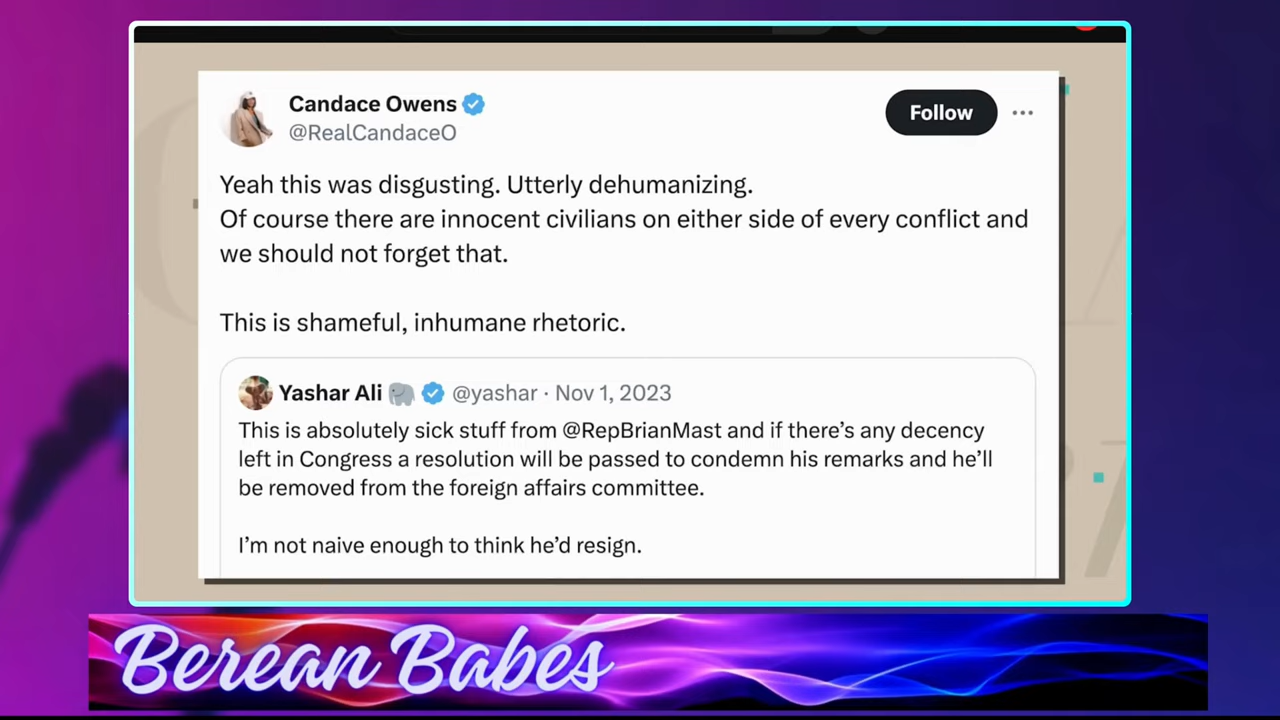 Candace Owens
@RealCandaceO
Follow
Yeah this was disgusting. Utterly dehumanizing.
Of course there are innocent civilians on either side of every conflict and
we should not forget that.
This is shameful, inhumane rhetoric.
Yashar Ali 🐘 @yashar · Nov 1, 2023
This is absolutely sick stuff from @RepBrianMast and if there’s any decency
left in Congress a resolution will be passed to condemn his remarks and he’ll
be removed from the foreign affairs committee.
I’m not naive enough to think he’d resign.
Berean Babes